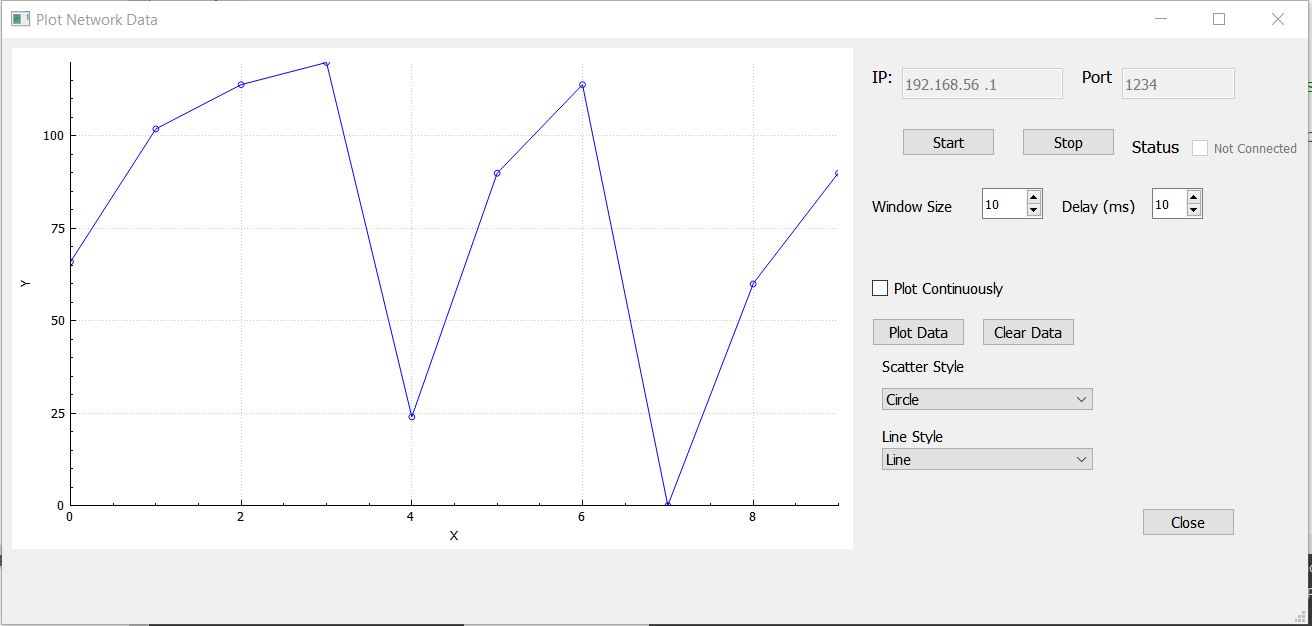 Plot Network Data
100
75
50
25
0
Y
0 2 4 6 8
X
IP: 192.168.56 .1 Port 1234
Start Stop Status Not Connected
Window Size 10 Delay (ms) 10
Plot Continuously
Plot Data Clear Data
Scatter Style
Circle
Line Style
Line
Close